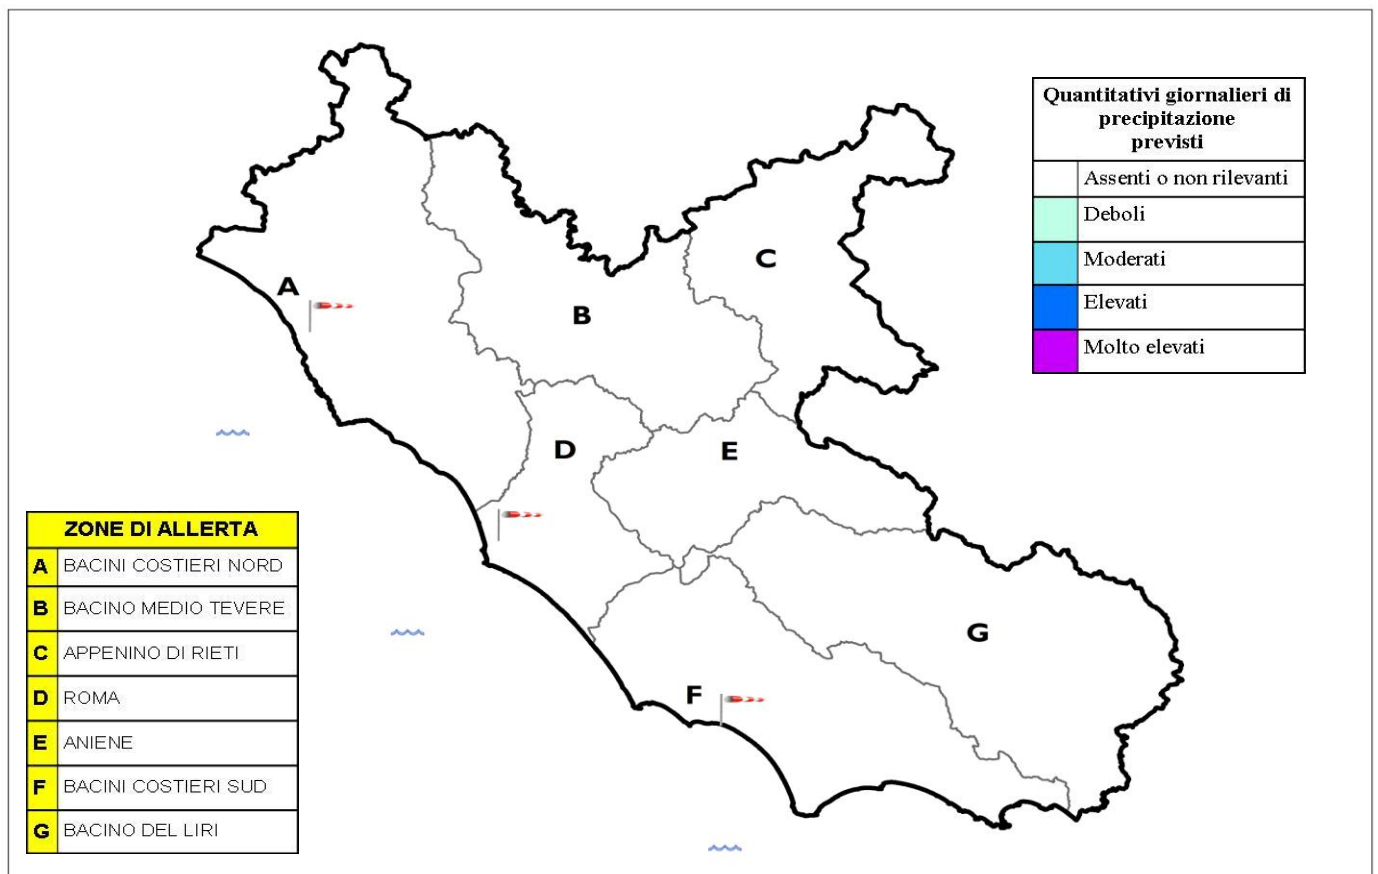 Quantitativi giornalieri di
precipitazione
previsti
Assenti o non rilevanti
Deboli
Moderati
Elevati
Molto elevati
A
B
C
D
E
F
G
ZONE DI ALLERTA
A BACINI COSTIERI NORD
B BACINO MEDIO TEVERE
C APPENINO DI RIETI
D ROMA
E ANIENE
F BACINI COSTIERI SUD
G BACINO DEL LIRI